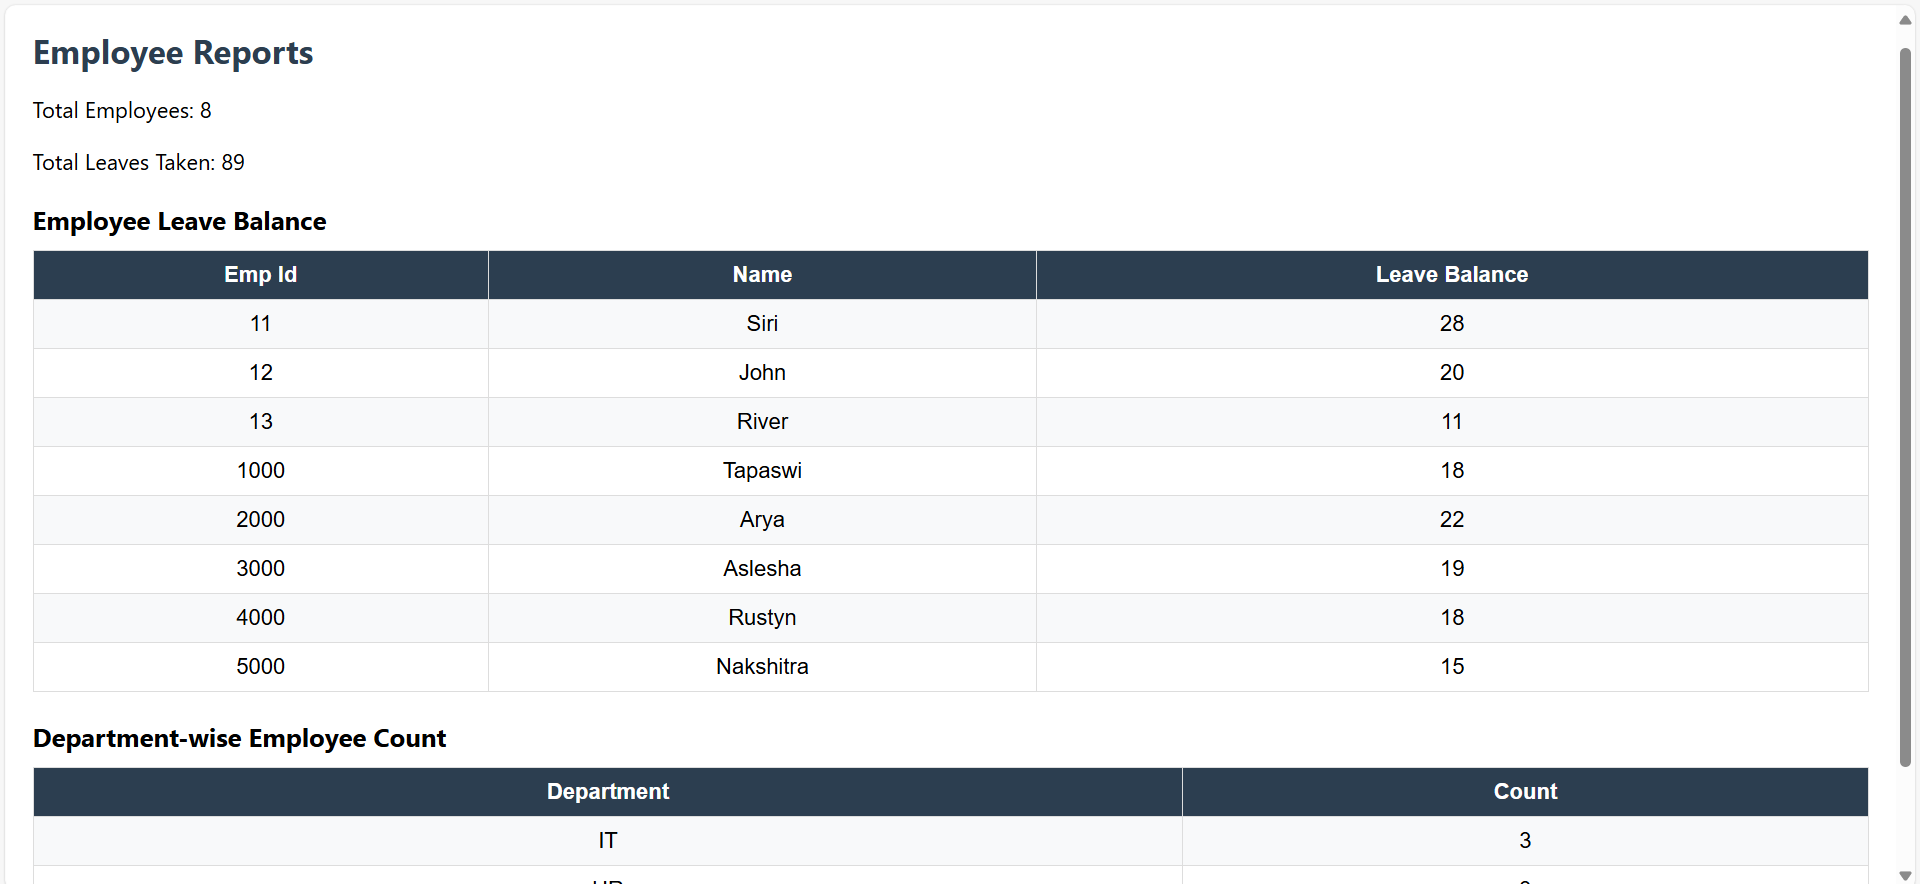 Employee Reports
Total Employees: 8
Total Leaves Taken: 89
Employee Leave Balance
Emp Id Name Leave Balance
11 Siri 28
12 John 20
13 River 11
1000 Tapaswi 18
2000 Arya 22
3000 Aslesha 19
4000 Rustyn 18
5000 Nakshitra 15
Department-wise Employee Count
Department Count
IT 3